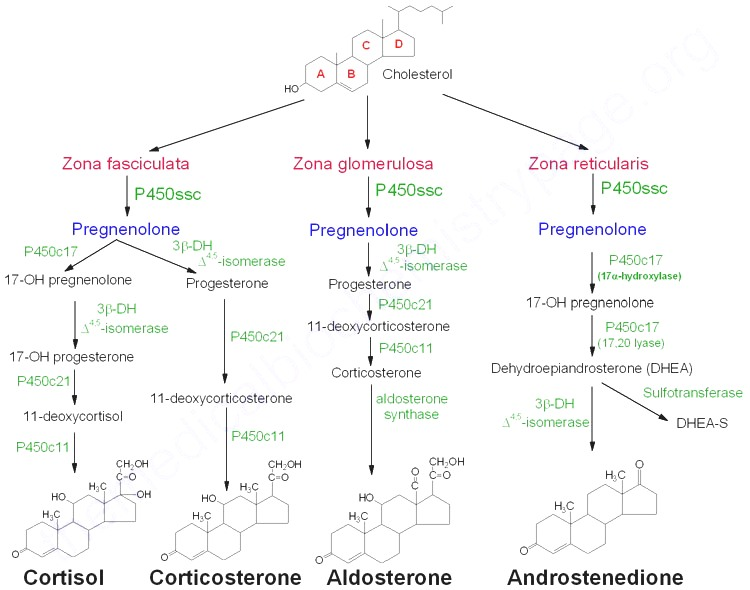 C
D
A
B
HO
Cholesterol
Zona fasciculata
Zona glomerulosa
Zona reticularis
P450ssc
P450ssc
P450ssc
Pregnenolone
Pregnenolone
Pregnenolone
P450c17
3β-DH
Δ4,5-isomerase
17-OH pregnenolone
Progesterone
3β-DH
Δ4,5-isomerase
17-OH progesterone
P450c21
P450c21
11-deoxycortisol
11-deoxycorticosterone
P450c11
P450c11
3β-DH
Δ4,5-isomerase
Progesterone
P450c21
11-deoxycorticosterone
P450c11
Corticosterone
aldosterone
synthase
P450c17
(17α-hydroxylase)
17-OH pregnenolone
P450c17
(17,20 lyase)
Dehydroepiandrosterone (DHEA)
Sulfotransferase
3β-DH
Δ4,5-isomerase
DHEA-S
CH2OH
C=O
H3C
OH
HO
H3C
O
Cortisol
CH2OH
C=O
H3C
HO
H3C
O
Corticosterone
CH2OH
O
C
C=O
HO
H3C
O
Aldosterone
O
H3C
H3C
O
Androstenedione